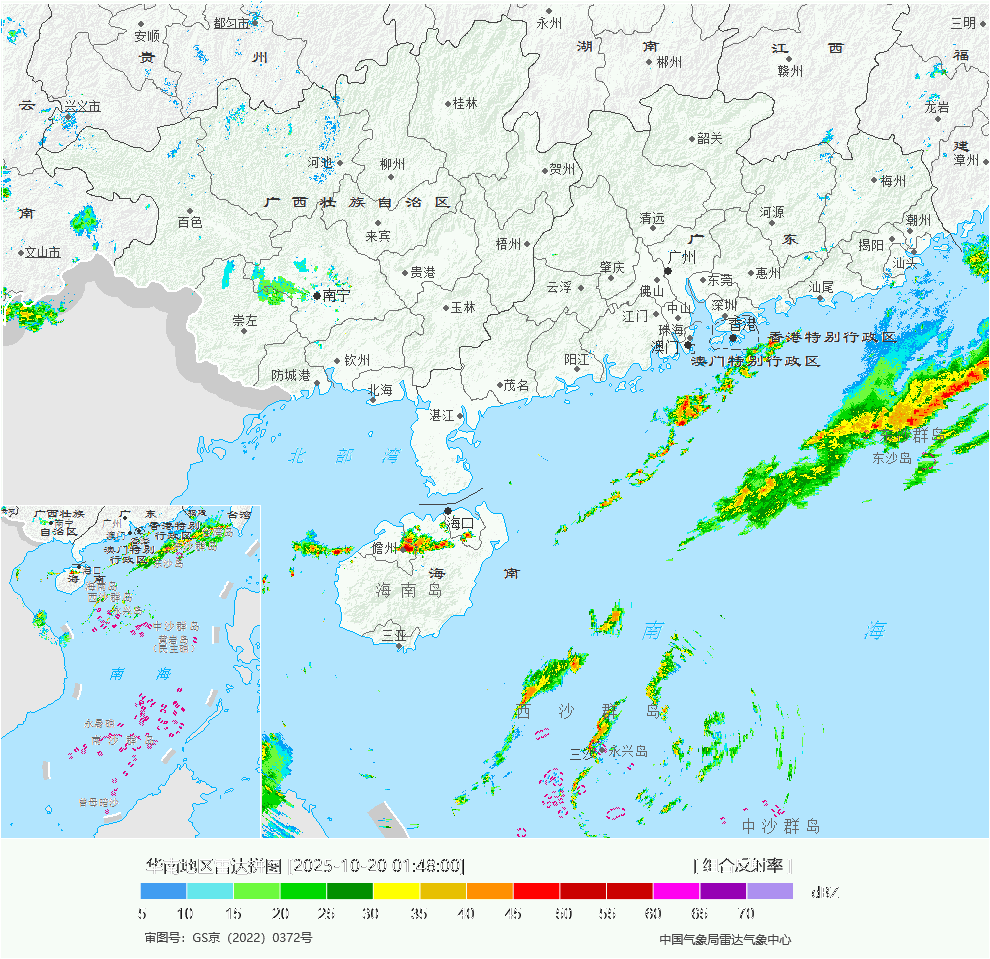 永州
三明
安顺
都匀市
湖 南
江 西
贵 州
郴州
赣州
福
云
兴义市
桂林
龙岩
韶关
建
河池
柳州
贺州
漳州
梅州
广 西 壮 族 自 治 区
南
百色
来宾
清远
河源
潮州
文山市
梧州
广 东
揭阳
广州
汕头
贵港
肇庆
东莞
惠州
南宁
云浮
佛山
汕尾
崇左
玉林
江门
中山
深圳
珠海
香港
香港特别行政区
澳门
澳门特别行政区
钦州
阳江
防城港
茂名
北海
湛江
群岛
北 部 湾
东沙岛
广西壮族
自治区
南宁
广 东
广州
台湾
香港特别
行政区
澳门特别
行政区
海口
海 南
海口
儋州
海 南
海 南 岛
三亚
南 海
西沙群岛
中沙群岛
黄岩岛
南 海
西 沙 群 岛
永兴岛
永暑礁
南 沙 群 岛
曾母暗沙
中 沙 群 岛
华南地区雷达拼图 [2025-10-20 01:48:00]
[ 组合反射率 ]
dBZ
5 10 15 20 25 30 35 40 45 50 55 60 65 70
审图号：GS京（2022）0372号
中国气象局雷达气象中心